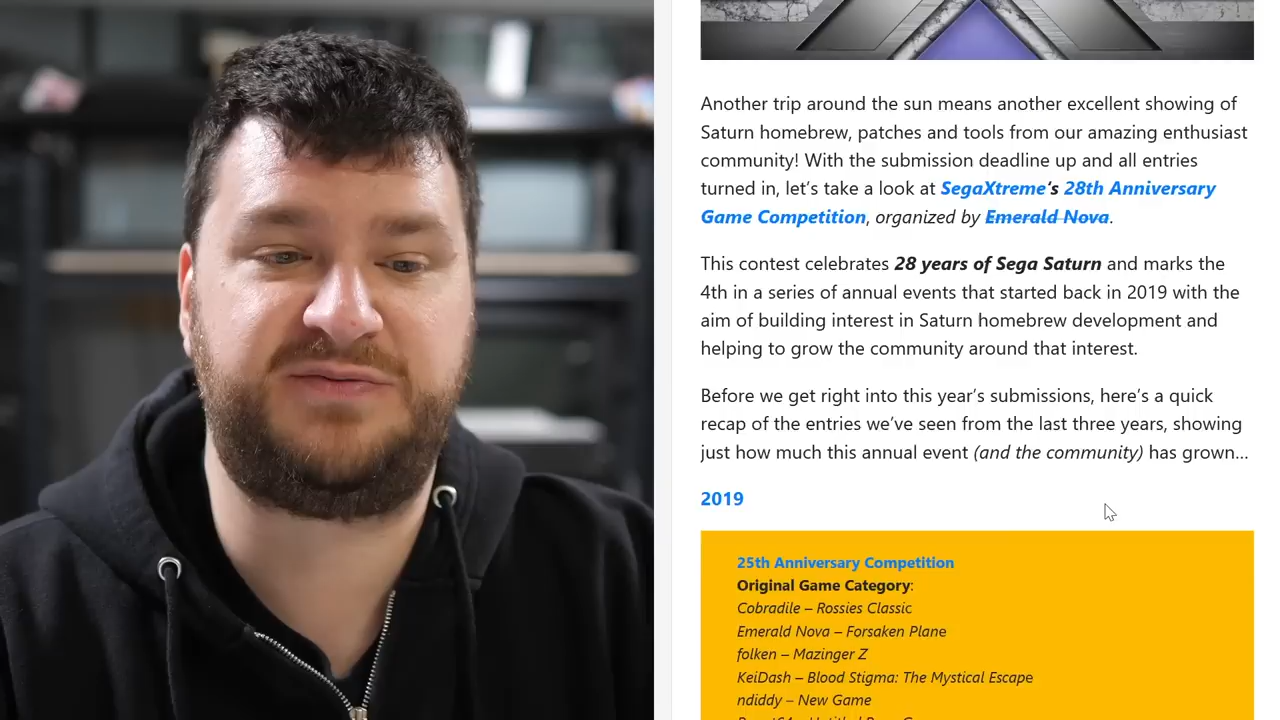 Another trip around the sun means another excellent showing of
Saturn homebrew, patches and tools from our amazing enthusiast
community! With the submission deadline up and all entries
turned in, let’s take a look at SegaXtreme’s 28th Anniversary
Game Competition, organized by Emerald Nova.
This contest celebrates 28 years of Sega Saturn and marks the
4th in a series of annual events that started back in 2019 with the
aim of building interest in Saturn homebrew development and
helping to grow the community around that interest.
Before we get right into this year’s submissions, here’s a quick
recap of the entries we’ve seen from the last three years, showing
just how much this annual event (and the community) has grown…
2019
25th Anniversary Competition
Original Game Category:
Cobradile – Rossies Classic
Emerald Nova – Forsaken Plane
folken – Mazinger Z
KeiDash – Blood Stigma: The Mystical Escape
ndiddy – New Game